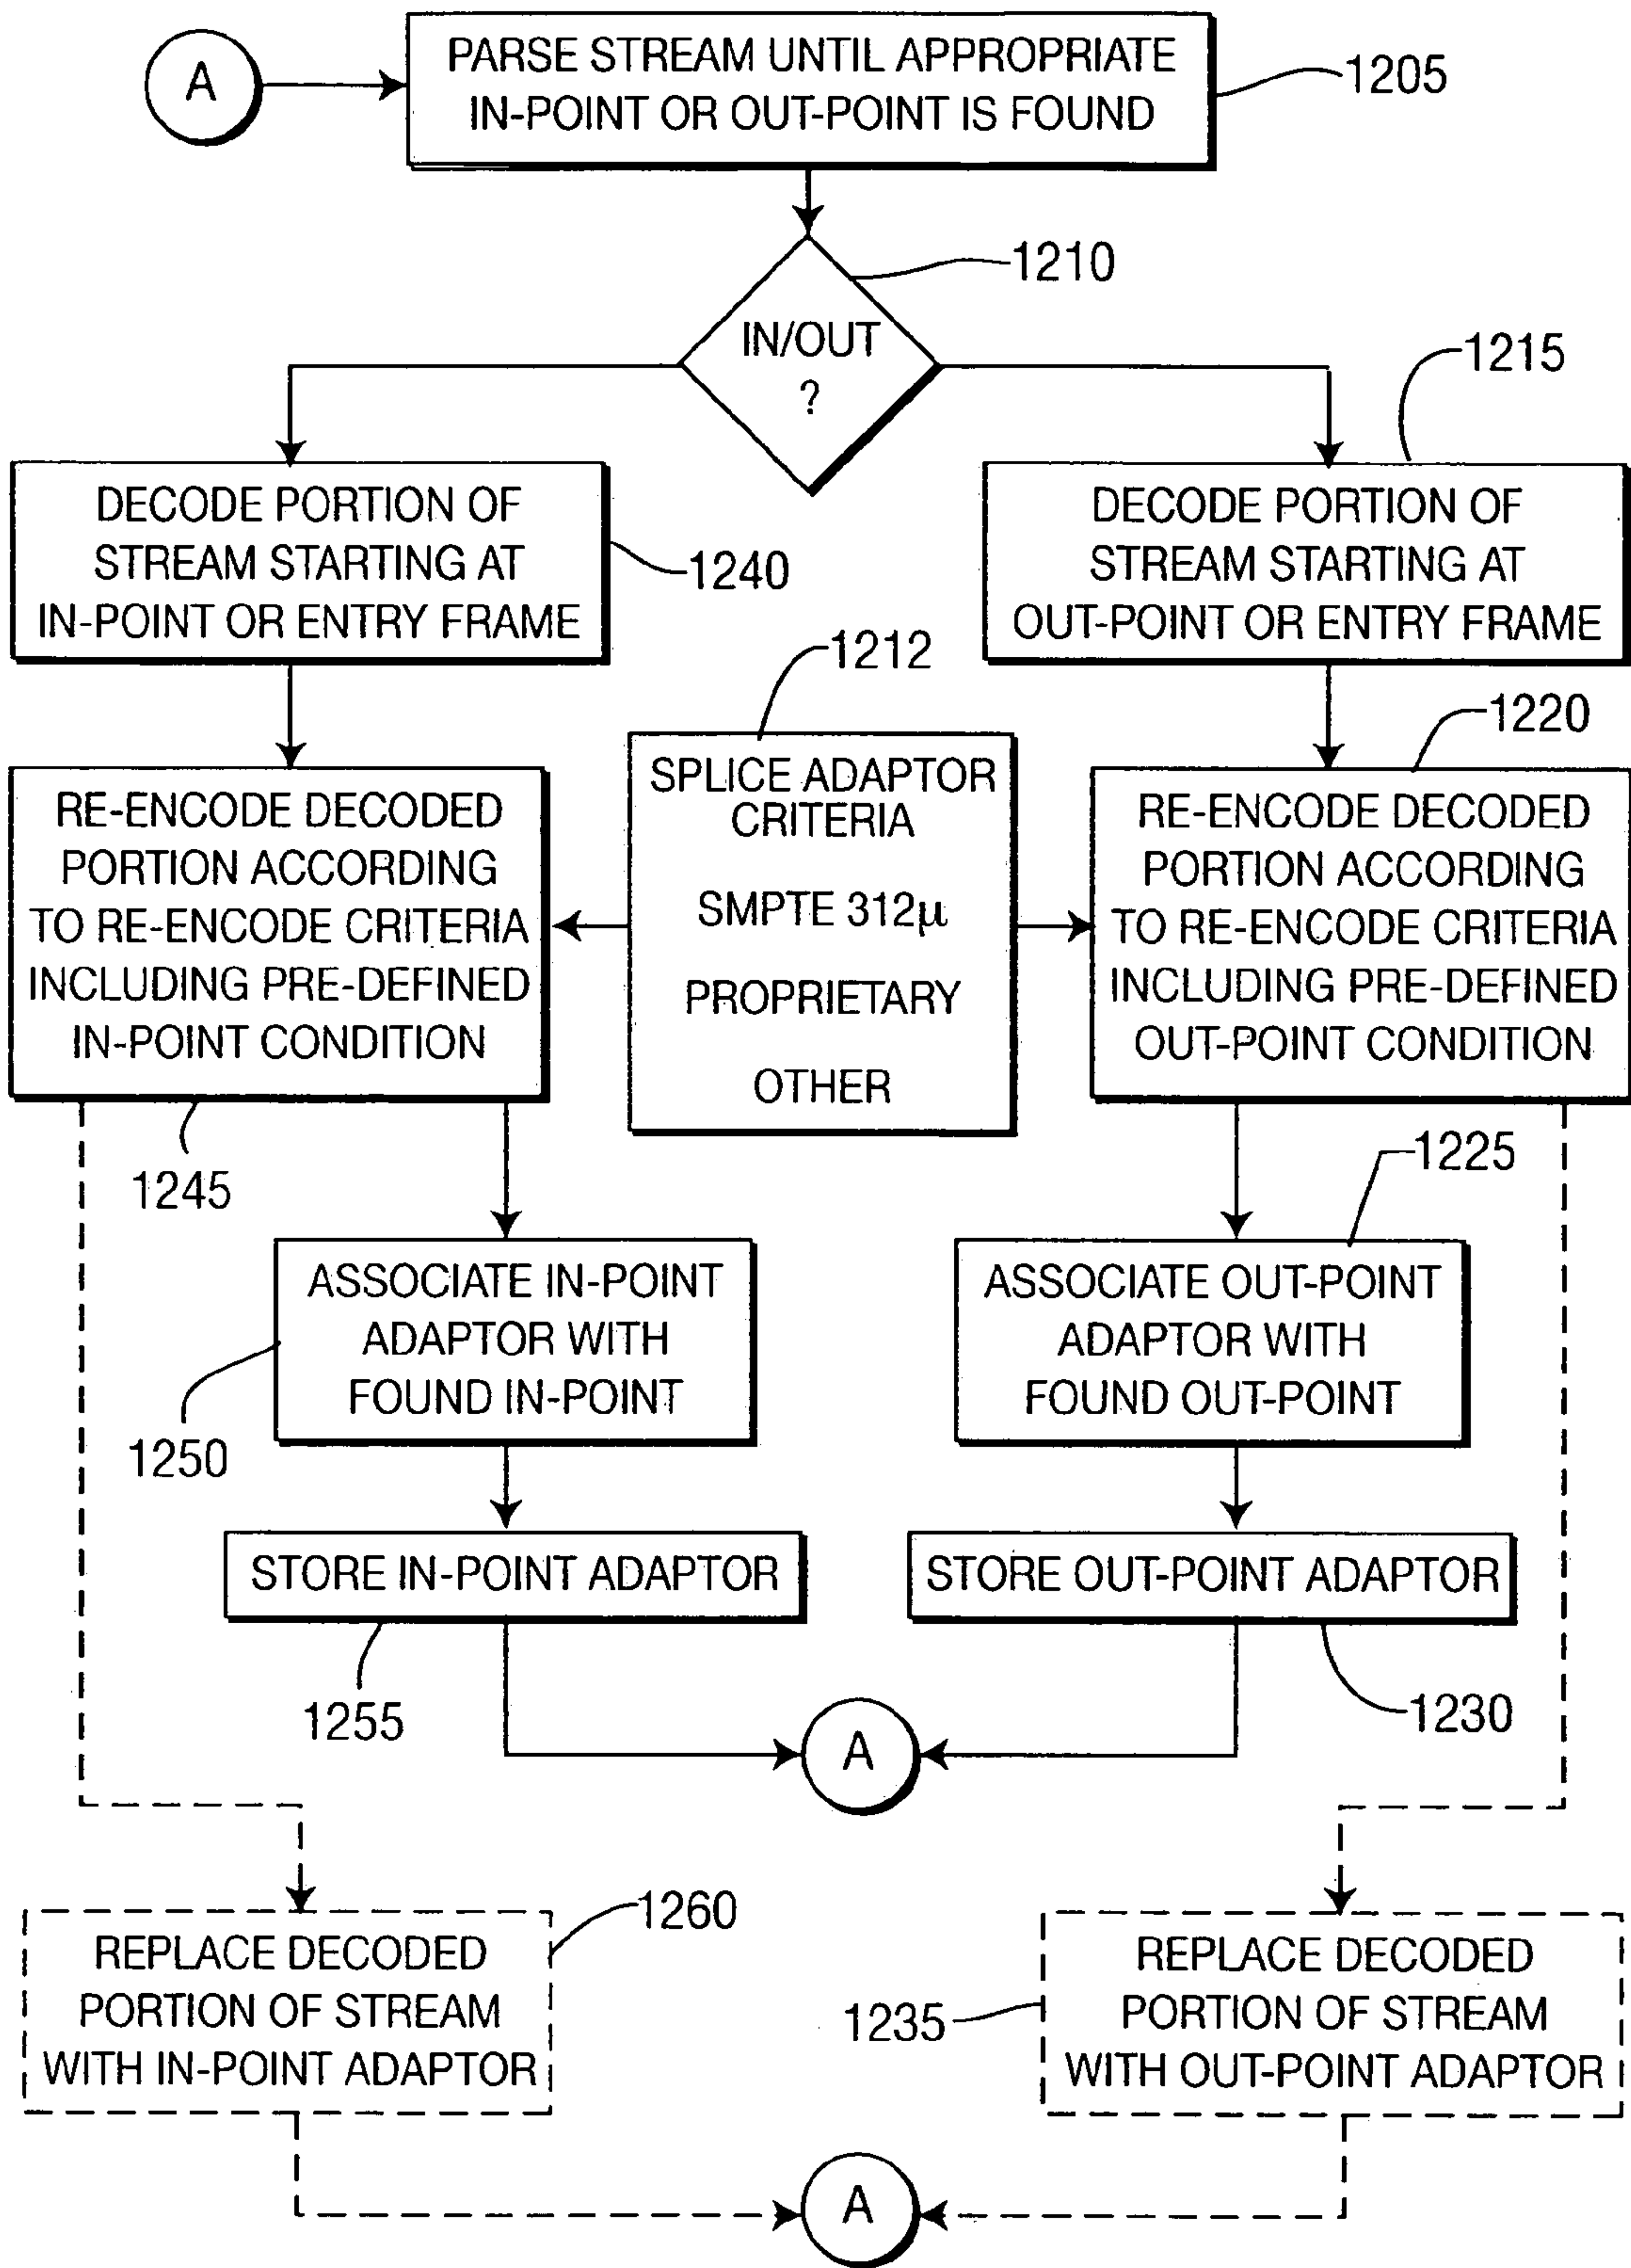 A
PARSE STREAM UNTIL APPROPRIATE
IN-POINT OR OUT-POINT IS FOUND
1205
1210
IN/OUT
?
1215
DECODE PORTION OF
STREAM STARTING AT
IN-POINT OR ENTRY FRAME
1240
DECODE PORTION OF
STREAM STARTING AT
OUT-POINT OR ENTRY FRAME
1212
1220
RE-ENCODE DECODED
PORTION ACCORDING
TO RE-ENCODE CRITERIA
INCLUDING PRE-DEFINED
IN-POINT CONDITION
1245
SPLICE ADAPTOR
CRITERIA
SMPTE 312µ
PROPRIETARY
OTHER
RE-ENCODE DECODED
PORTION ACCORDING
TO RE-ENCODE CRITERIA
INCLUDING PRE-DEFINED
OUT-POINT CONDITION
1225
ASSOCIATE IN-POINT
ADAPTOR WITH
FOUND IN-POINT
1250
ASSOCIATE OUT-POINT
ADAPTOR WITH
FOUND OUT-POINT
STORE IN-POINT ADAPTOR
1255
STORE OUT-POINT ADAPTOR
1230
A
REPLACE DECODED
PORTION OF STREAM
WITH IN-POINT ADAPTOR
1260
1235
REPLACE DECODED
PORTION OF STREAM
WITH OUT-POINT ADAPTOR
A